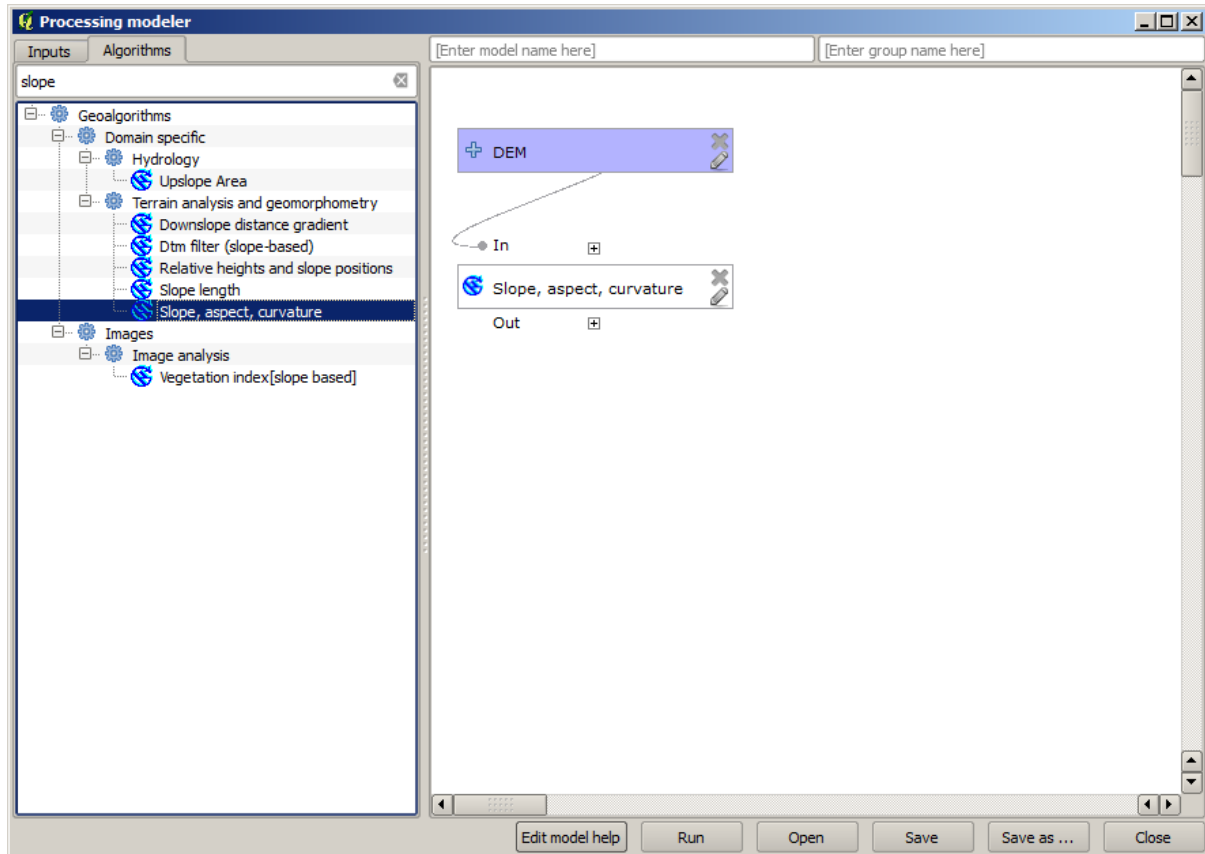 Processing modeler
Inputs
Algorithms
[Enter model name here]
[Enter group name here]
slope
Geoalgorithms
Domain specific
Hydrology
Upslope Area
Terrain analysis and geomorphometry
Downslope distance gradient
Dtm filter (slope-based)
Relative heights and slope positions
Slope length
Slope, aspect, curvature
Images
Image analysis
Vegetation index[slope based]
DEM
In
Slope, aspect, curvature
Out
Edit model help
Run
Open
Save
Save as ...
Close